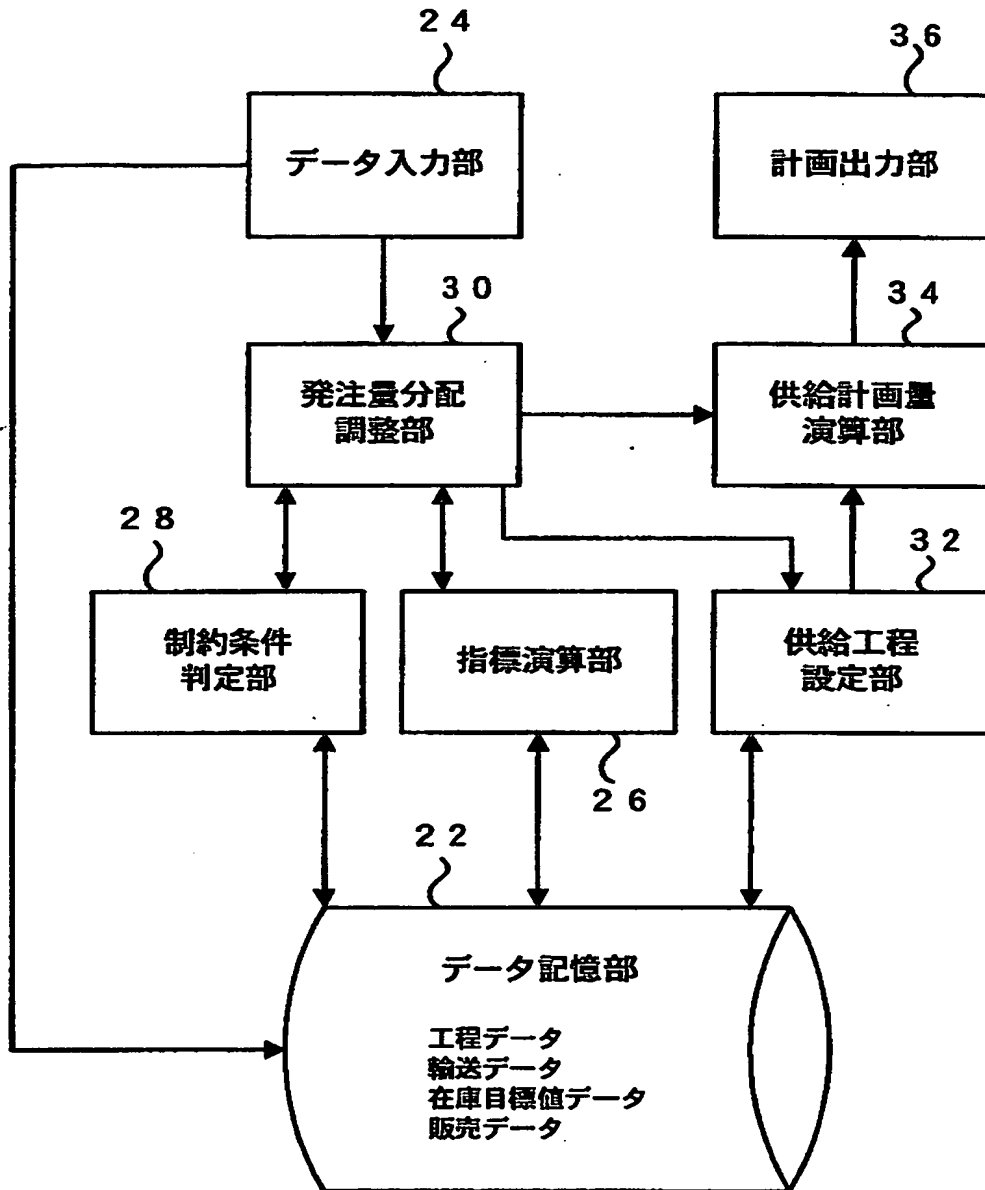 ２４
３６
データ入力部
計画出力部
３０
３４
発注量分配
調整部
供給計画量
演算部
２８
３２
制約条件
判定部
指標演算部
供給工程
設定部
２６
２２
データ記憶部
工程データ
輸送データ
在庫目標値データ
販売データ